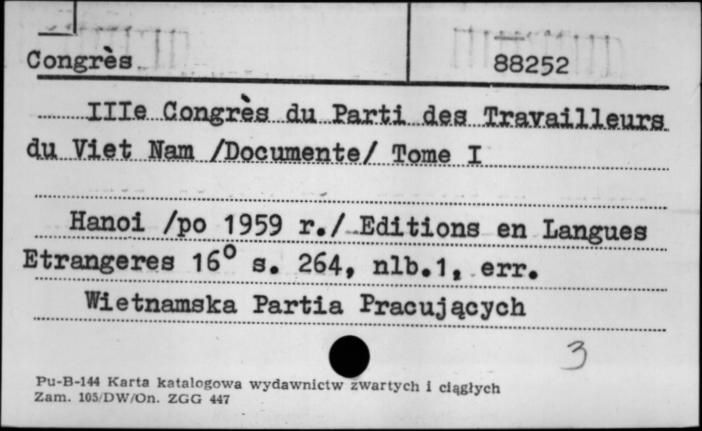 Congrès
88252
IIIe Congrès du Parti des Travailleurs
du Viet Nam /Documente/ Tome I
Hanoi /po 1959 r./ Editions en Langues
Etrangeres 16° s. 264, nlb.1, err.
Wietnamska Partia Pracujących
3
Pu-B-144 Karta katalogowa wydawnictw zwartych i ciągłych
Zam. 105/DW/On. ZGG 447